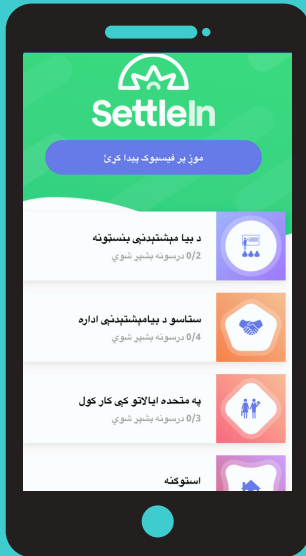 SettleIn
موږ پر فیسبوک پیدا کړئ
د بیا مېشتېدنې بنسټونه
0/2 درسونه بشپړ شوي
ستاسو د بیامېشتېدنې اداره
0/4 درسونه بشپړ شوي
په متحده ایالاتو کې کار کول
0/3 درسونه بشپړ شوي
استوګنه